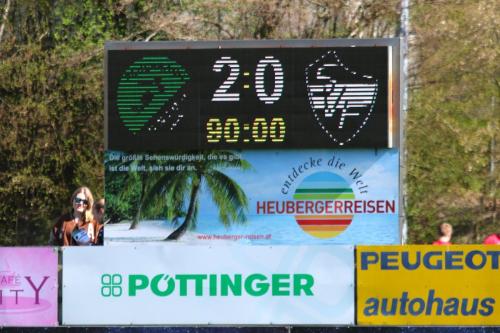 2:0
SVF
90:00
Die größte Sehenswürdigkeit, die es gibt
ist die Welt, sieh sie dir an.
entdecke die Welt
HEUBERGERREISEN
www.heuberger-reisen.at
CAFÉ
ITY
PÖTTINGER
PEUGEOT
autohaus